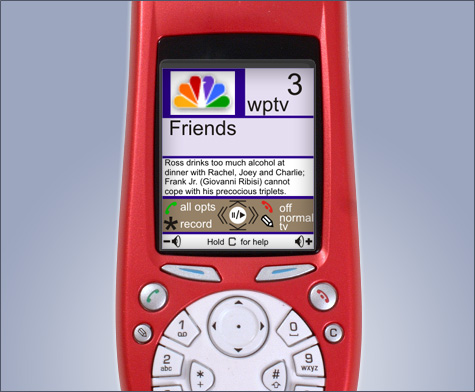 3
wptv
Friends
Ross drinks too much alcohol at
dinner with Rachel, Joey and Charlie;
Frank Jr. (Giovanni Ribisi) cannot
cope with his precocious triplets.
all opts
off
record
normal
tv
Hold C for help
1
0
C
2
abc
9
wxyz
*
+
#